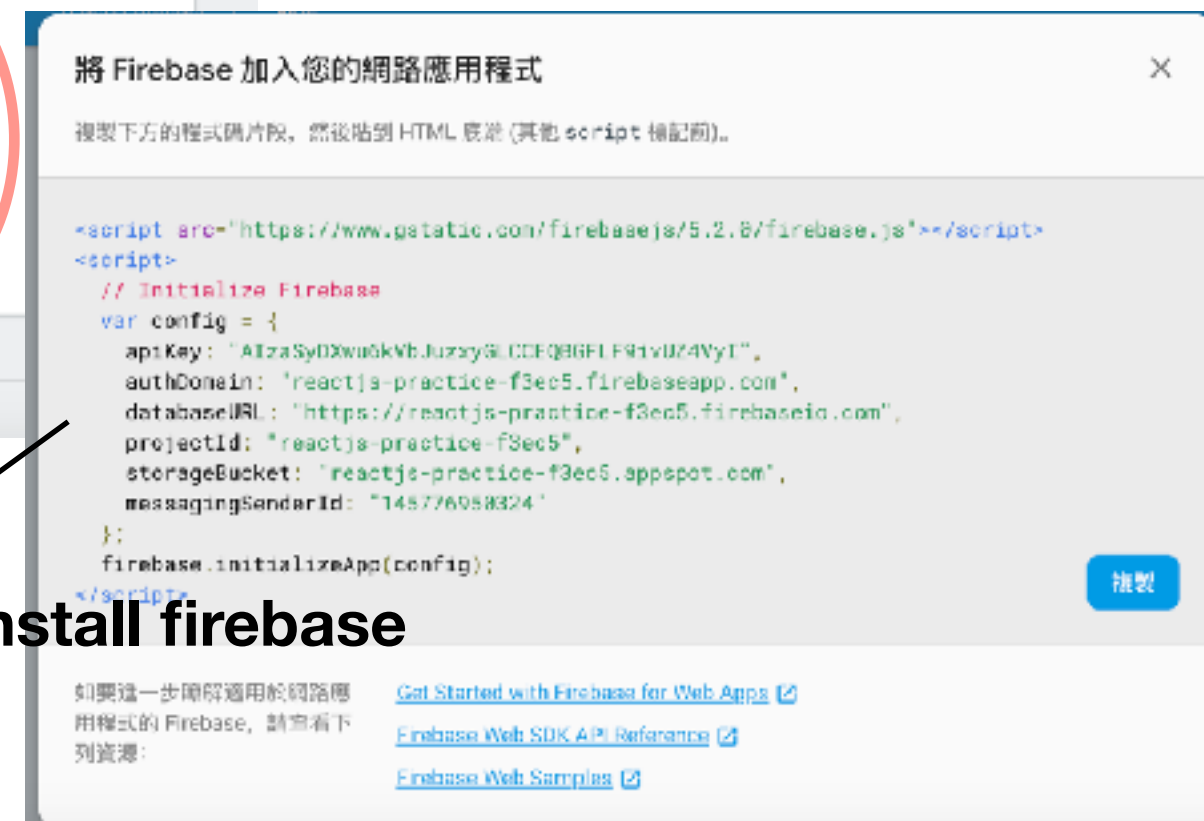 將 Firebase 加入您的網路應用程式
複製下方的程式碼片段，然後貼到 HTML 底端 (其他 script 標記前)。
<script src="https://www.gstatic.com/firebasejs/5.2.0/firebase.js"></script>
<script>
// Initialize Firebase
var config = {
apiKey:
authDomain: "reactjs-practice-f3ec5.firebaseapp.com",
databaseURL: "https://reactjs-practice-f3ec5.firebaseio.com",
projectId: "reactjs-practice-f3ec5",
storageBucket: "reactjs-practice-f3ec5.appspot.com",
messagingSenderId: "145776950324"
};
firebase.initializeApp(config);
</script>
複製
nstall firebase
如要進一步瞭解適用於網路應
用程式的 Firebase，請查看下
列資源：
Get Started with Firebase for Web Apps
Firebase Web SDK API Reference
Firebase Web Samples